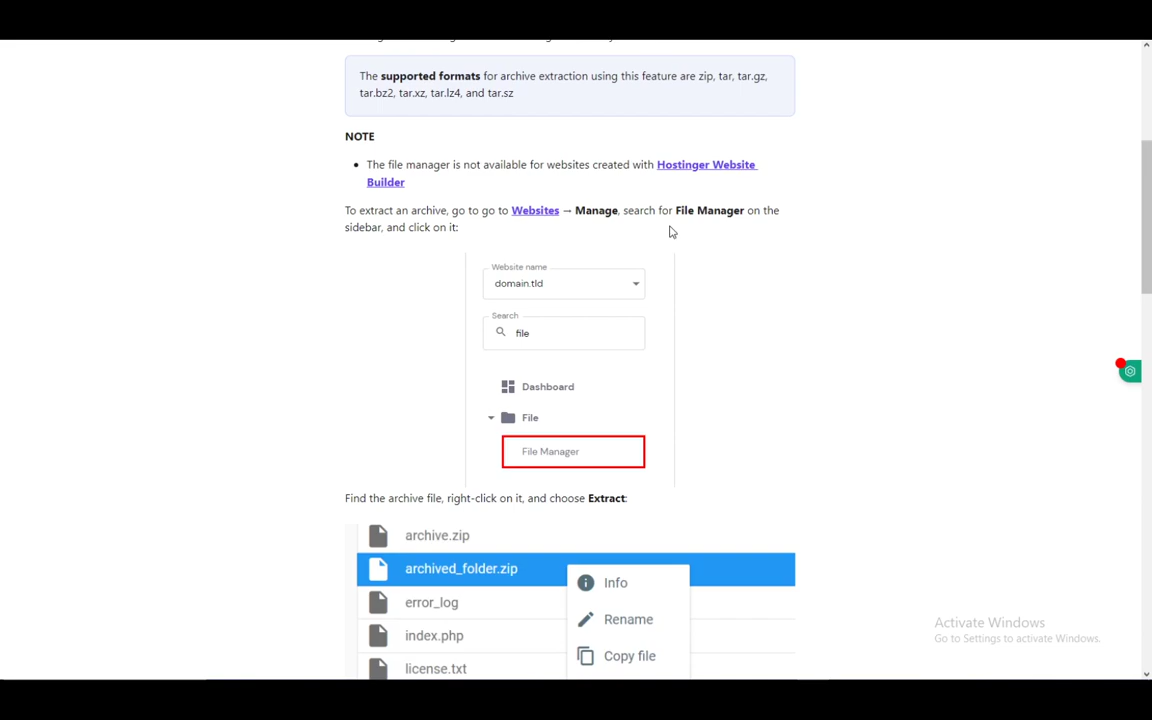 The supported formats for archive extraction using this feature are zip, tar, tar.gz,
tar.bz2, tar.xz, tar.lz4, and tar.sz
NOTE
The file manager is not available for websites created with Hostinger Website
Builder
To extract an archive, go to go to Websites → Manage, search for File Manager on the
sidebar, and click on it:
Website name
domain.tld
Search
file
Dashboard
File
File Manager
Find the archive file, right-click on it, and choose Extract:
archive.zip
archived_folder.zip
Info
error_log
Rename
index.php
Copy file
license.txt
Activate Windows
Go to Settings to activate Windows.